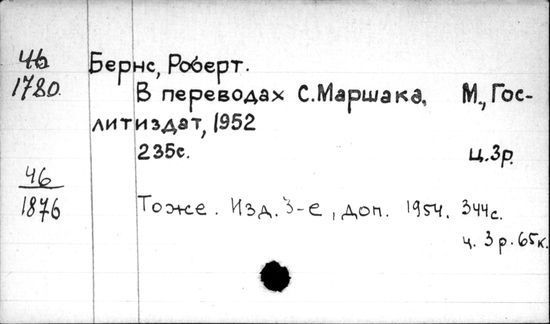 46 Бернс, Роберт.
1780. В переводах С.Маршака. М., Гос-
литиздат, 1952
235с. ц.3р.
46
1876 Тоже. Изд. 3-е, доп. 1954. 344с.
ц. 3р. 65к.